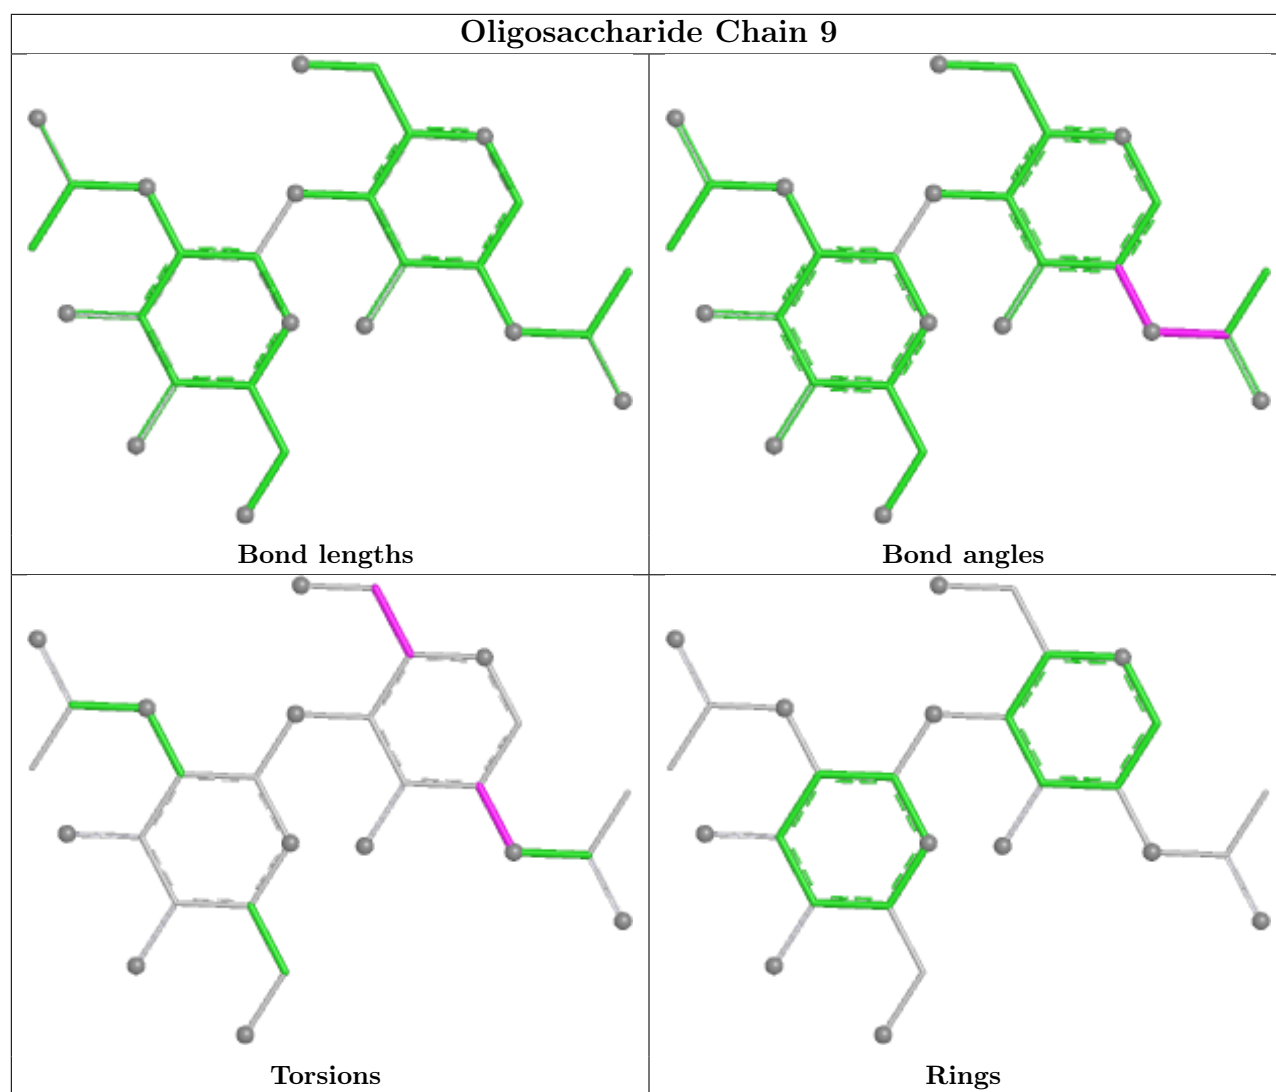 Oligosaccharide Chain 9
Bond lengths
Bond angles
Torsions
Rings